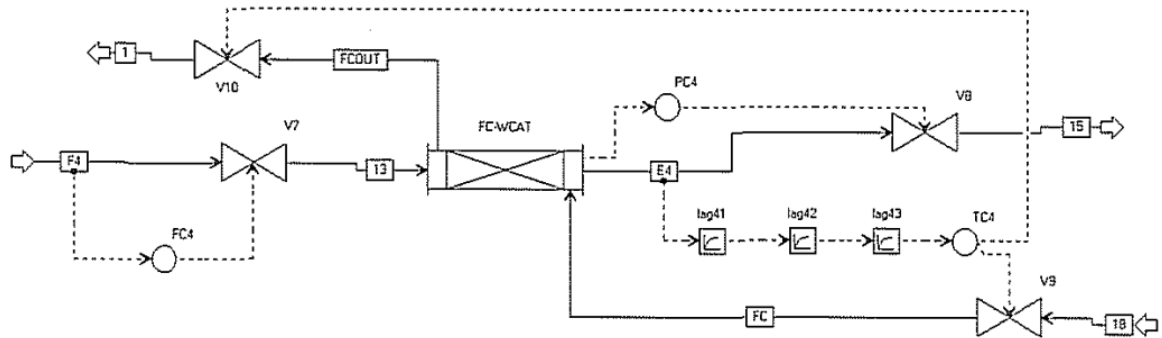 1
FCOUT
V10
PC4
V8
V7
FC-WCAT
15
F4
13
E4
lag41
lag42
lag43
TC4
FC4
V9
FC
18